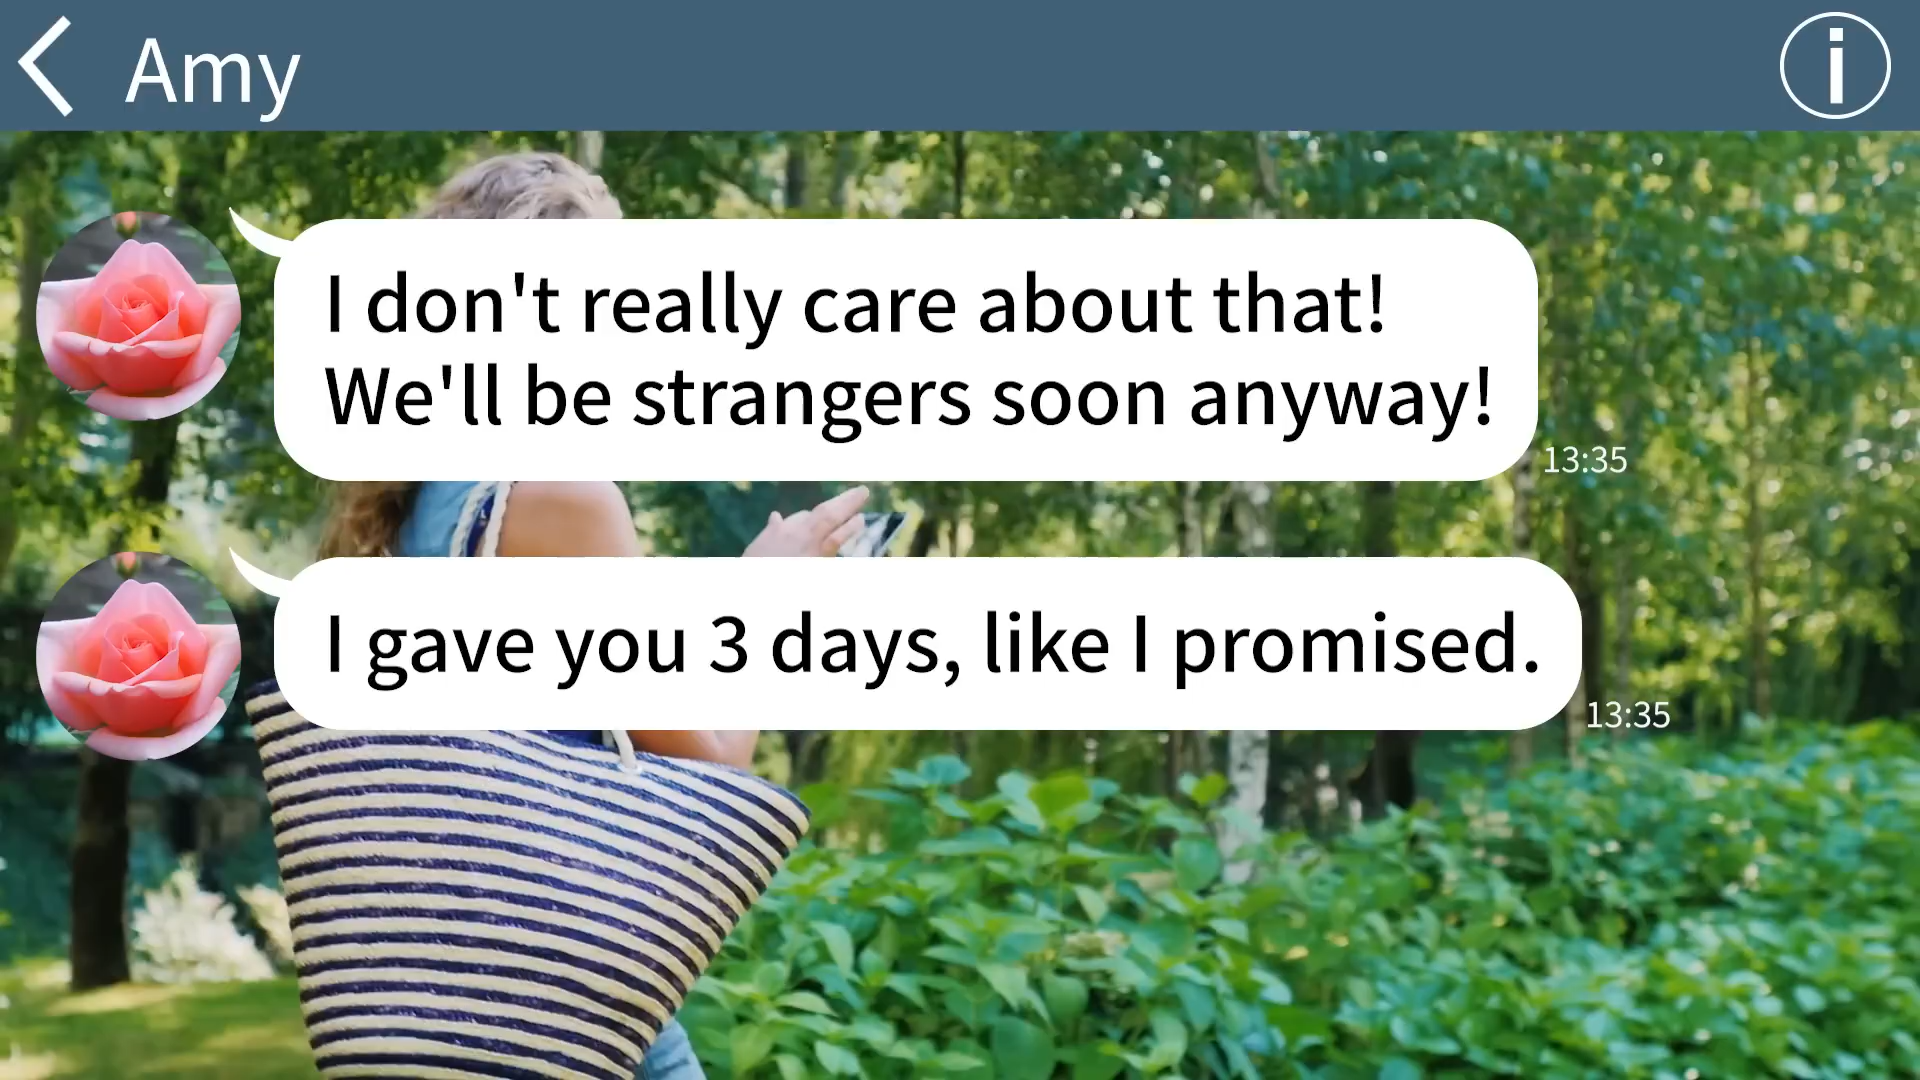 Amy
i
I don't really care about that!
We'll be strangers soon anyway!
13:35
I gave you 3 days, like I promised.
13:35